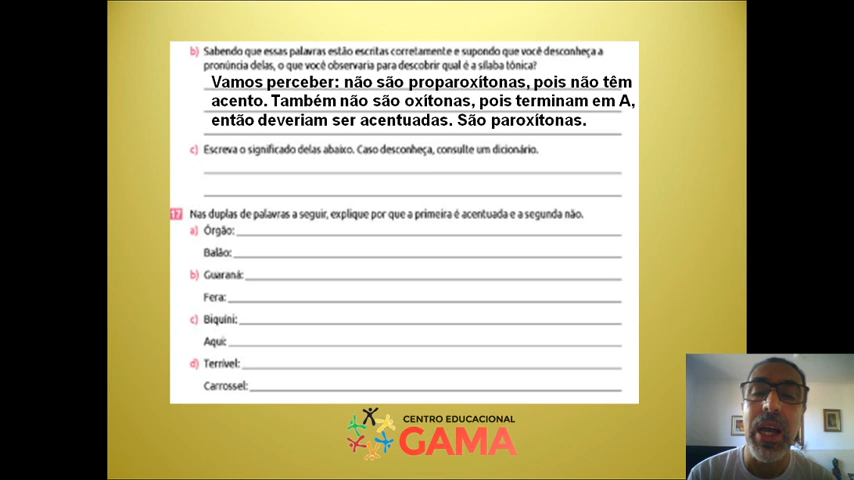 b) Sabendo que essas palavras estão escritas corretamente e supondo que você desconheça a
pronúncia delas, o que você observaria para descobrir qual é a sílaba tônica?
Vamos perceber: não são proparoxítonas, pois não têm
acento. Também não são oxítonas, pois terminam em A,
então deveriam ser acentuadas. São paroxítonas.
c) Escreva o significado delas abaixo. Caso desconheça, consulte um dicionário.
17 Nas duplas de palavras a seguir, explique por que a primeira é acentuada e a segunda não.
a) Órgão:
Balão:
b) Guaraná:
Fera:
c) Biquíni:
Aqui:
d) Terrível:
Carrossel:
CENTRO EDUCACIONAL
GAMA